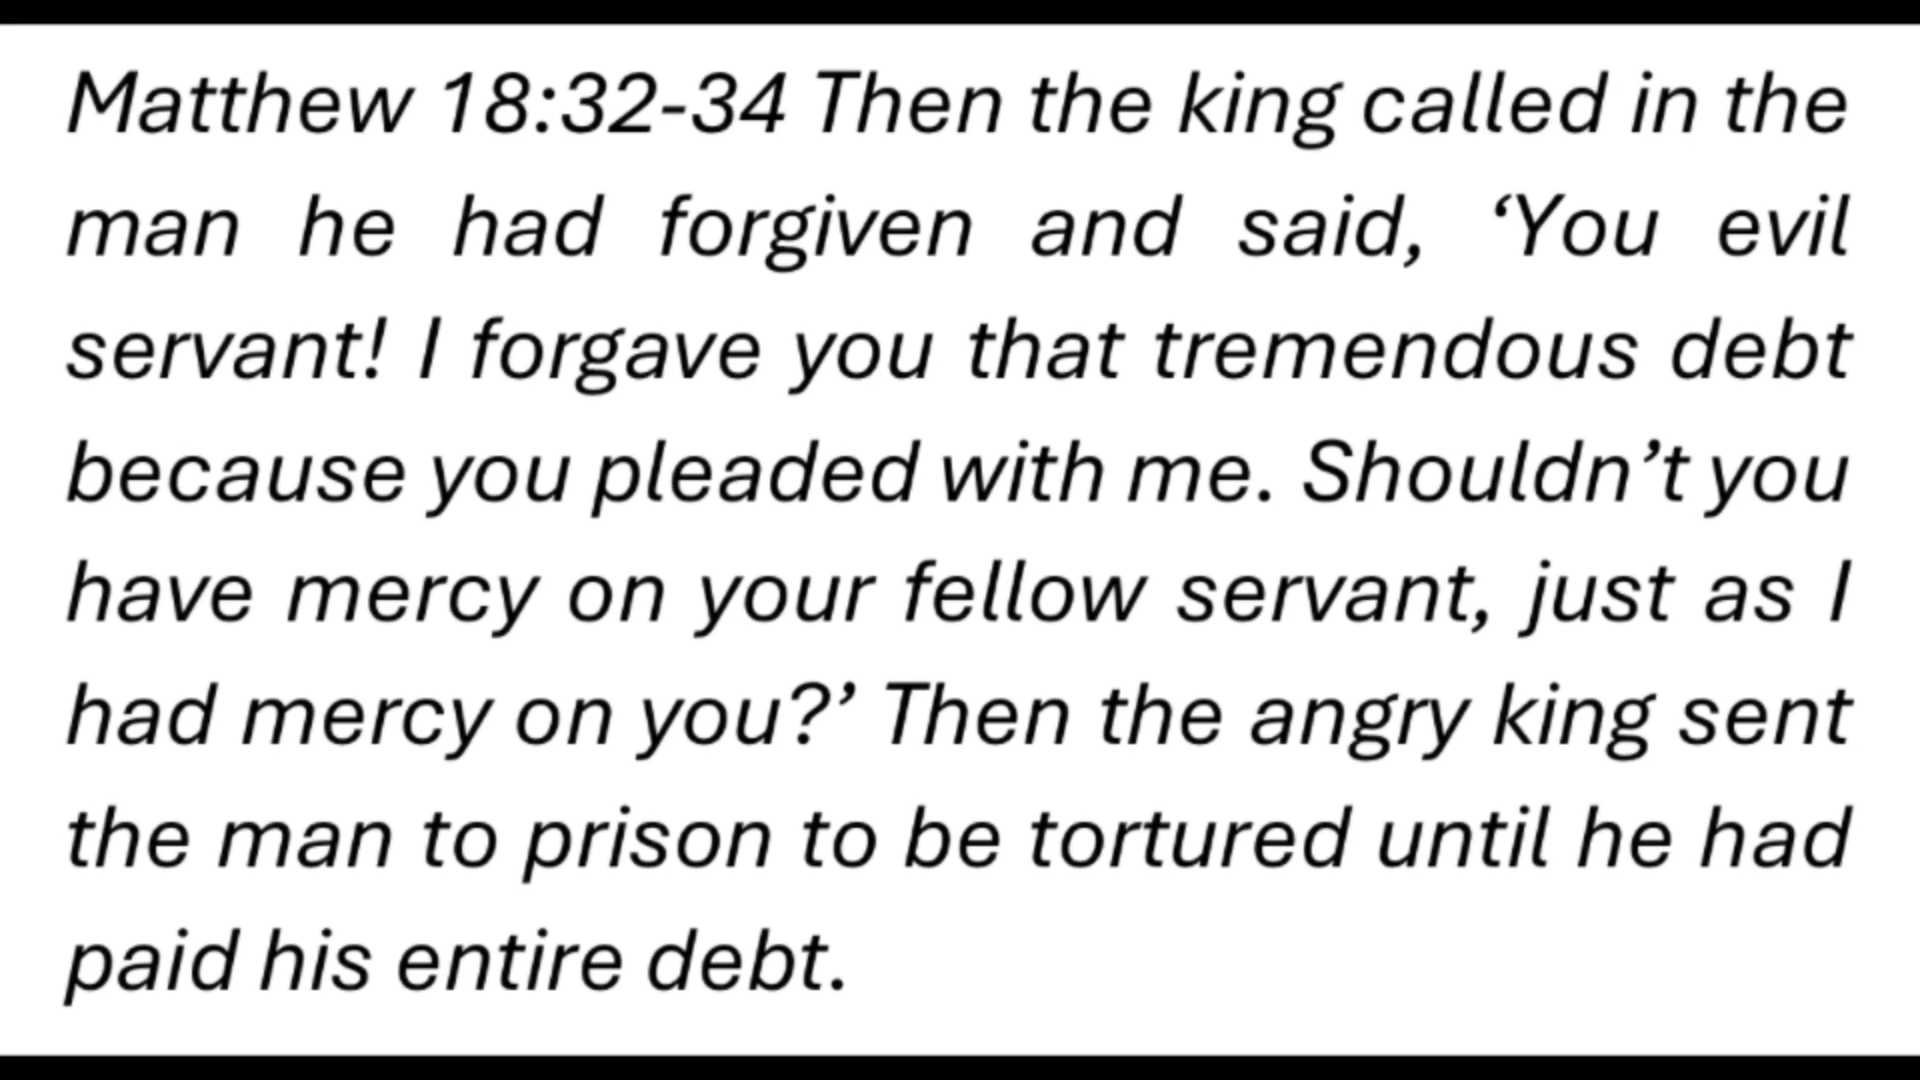 Matthew 18:32-34 Then the king called in the
man he had forgiven and said, ‘You evil
servant! I forgave you that tremendous debt
because you pleaded with me. Shouldn’t you
have mercy on your fellow servant, just as I
had mercy on you?’ Then the angry king sent
the man to prison to be tortured until he had
paid his entire debt.